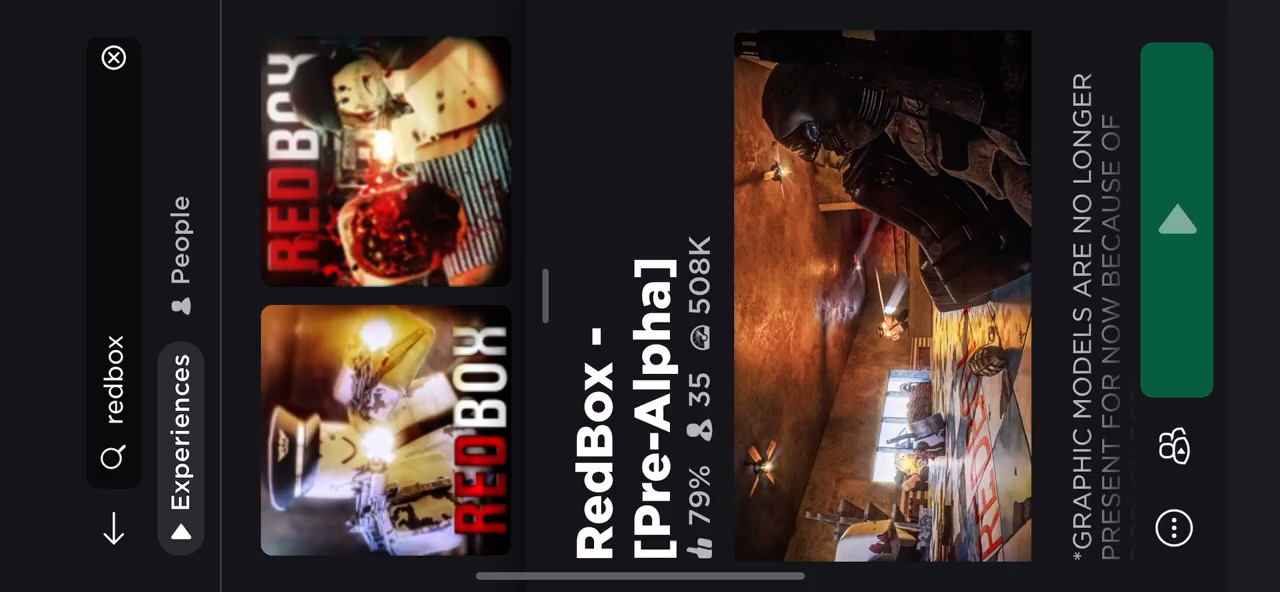 redbox
Experiences
People
REDBOX
REDBOX
RedBox -
[Pre-Alpha]
79% 35 508K
*GRAPHIC MODELS ARE NO LONGER
PRESENT FOR NOW BECAUSE OF